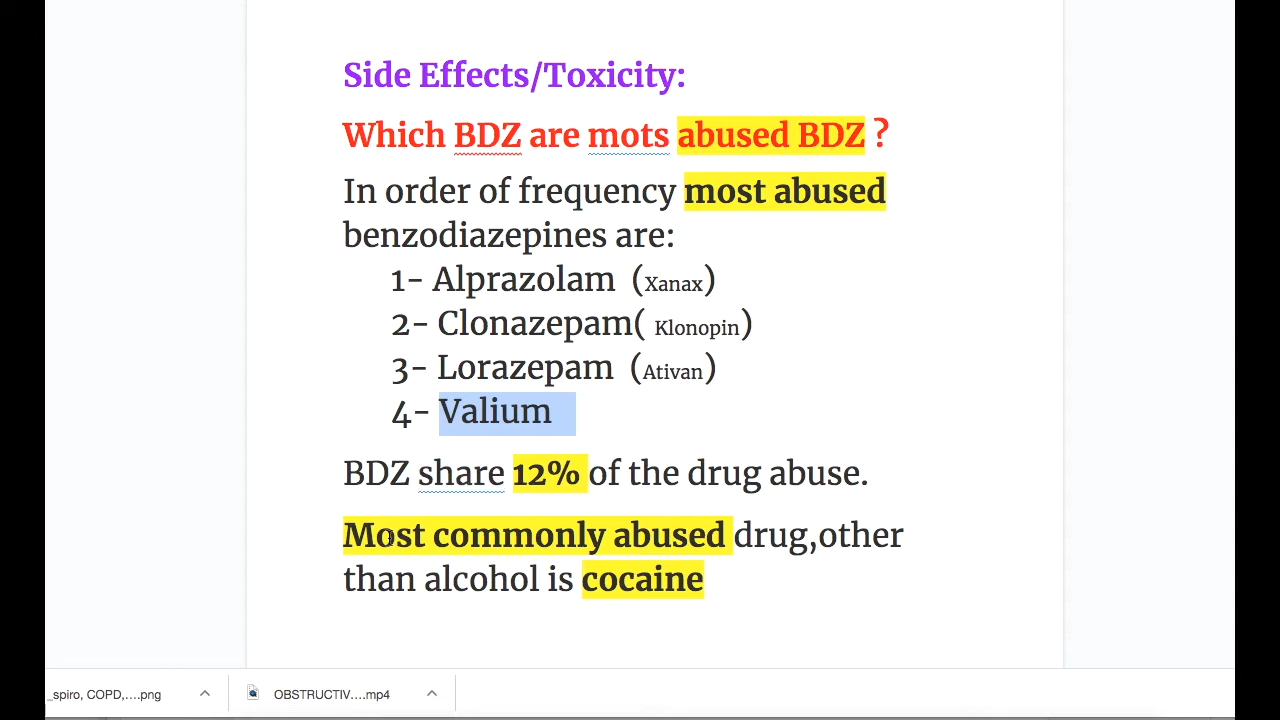 Side Effects/Toxicity:
Which BDZ are mots abused BDZ ?
In order of frequency most abused
benzodiazepines are:
1- Alprazolam (Xanax)
2- Clonazepam( Klonopin)
3- Lorazepam (Ativan)
4- Valium
BDZ share 12% of the drug abuse.
Most commonly abused drug,other
than alcohol is cocaine
_spiro, COPD,....png
OBSTRUCTIV....mp4